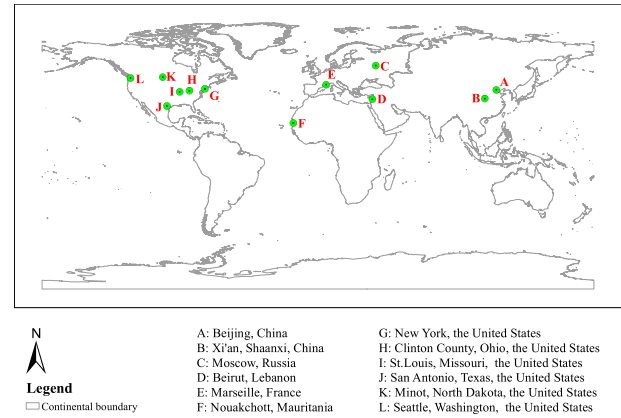 L
K
H
I
G
J
E
C
D
F
A
B
N
Legend
Continental boundary
A: Beijing, China
B: Xi'an, Shaanxi, China
C: Moscow, Russia
D: Beirut, Lebanon
E: Marseille, France
F: Nouakchott, Mauritania
G: New York, the United States
H: Clinton County, Ohio, the United States
I: St.Louis, Missouri, the United States
J: San Antonio, Texas, the United States
K: Minot, North Dakota, the United States
L: Seattle, Washington, the United States